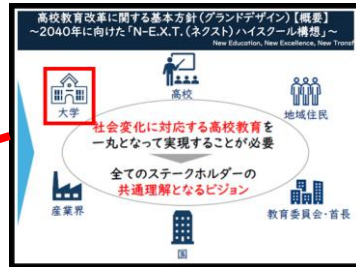 高校教育改革に関する基本方針(グランドデザイン)【概要】
~2040年に向けた「N-E.X.T.(ネクスト)ハイスクール構想」~
New Education, New Excellence, New Transf
高校
大学
地域住民
社会変化に対応する高校教育を
一丸となって実現することが必要
全てのステークホルダーの
共通理解となるビジョン
産業界
教育委員会・首長
国